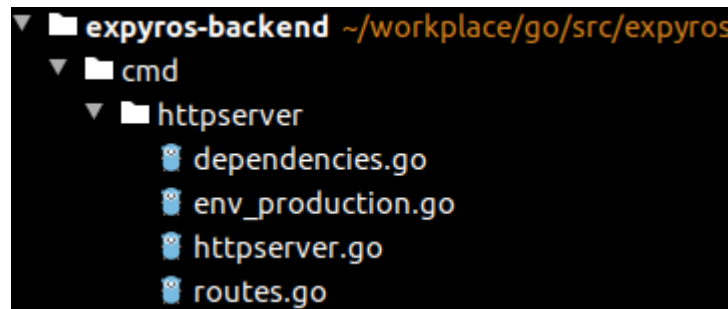 expyros-backend ~/workplace/go/src/expyros
cmd
httpserver
dependencies.go
env_production.go
httpserver.go
routes.go